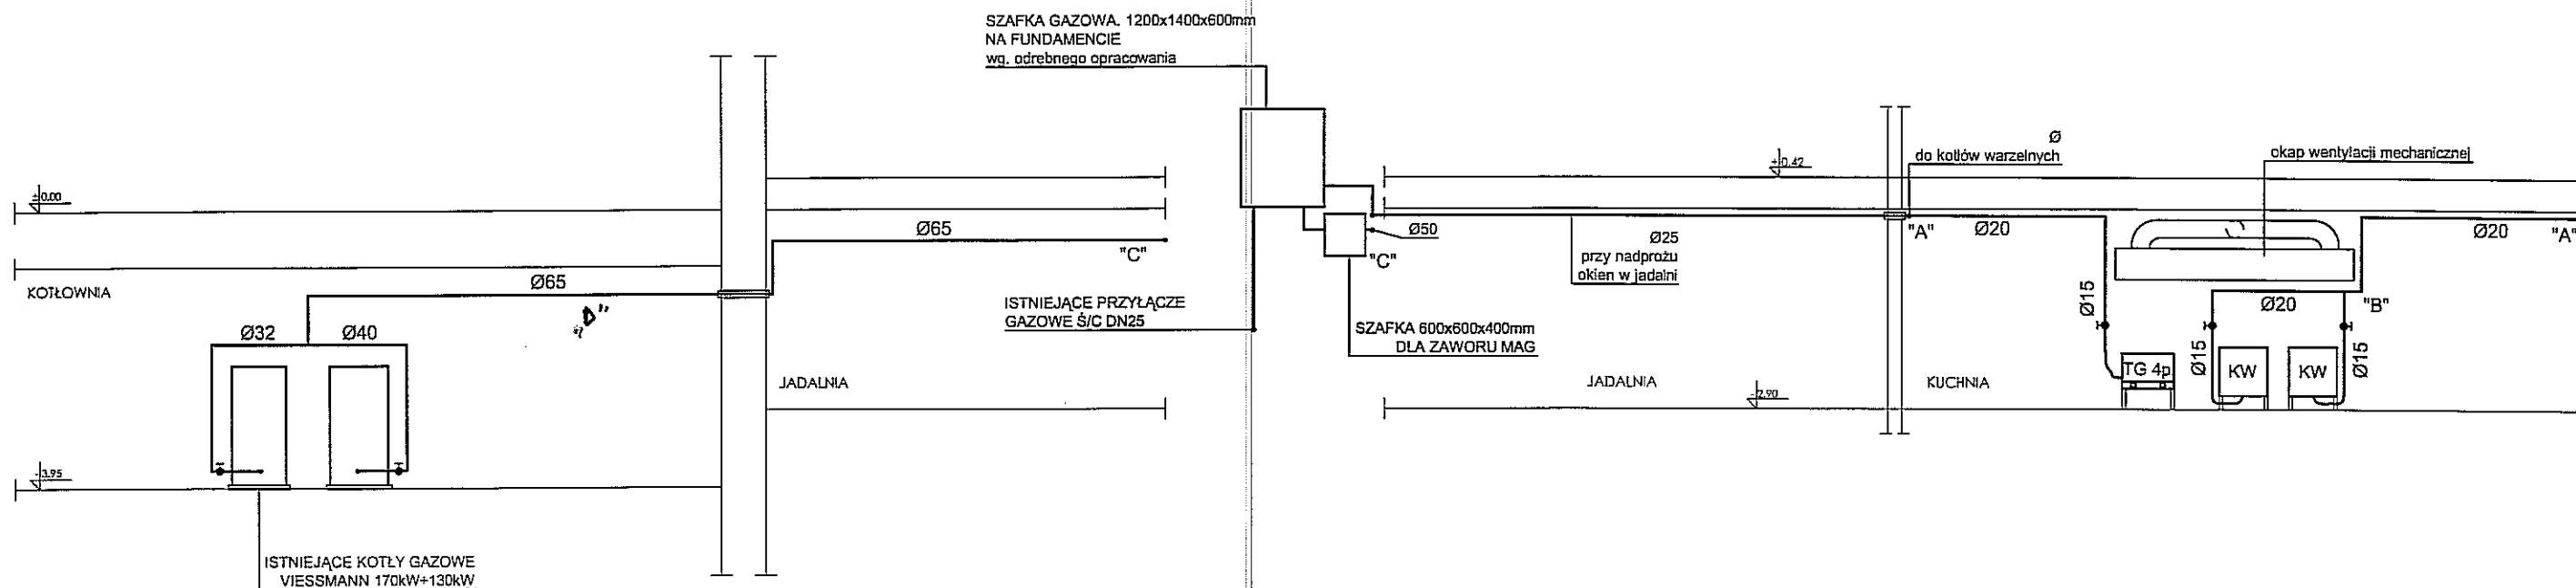 SZAFKA GAZOWA. 1200x1400x600mm
NA FUNDAMENCIE
wg. odrebnego opracowania
±0.00
Ø65
"C"
KOTŁOWNIA
Ø65
"D"
Ø32
Ø40
JADALNIA
-3.95
ISTNIEJĄCE KOTŁY GAZOWE
VIESSMANN 170kW+130kW
ISTNIEJĄCE PRZYŁĄCZE
GAZOWE Ś/C DN25
Ø50
"C"
SZAFKA 600x600x400mm
DLA ZAWORU MAG
Ø25
przy nadprożu
okien w jadalni
+0.42
JADALNIA
-2.90
Ø
do kotłów warzelnych
"A"
Ø20
KUCHNIA
okap wentylacji mechanicznej
Ø15
TG 4p
Ø20
"B"
Ø15
KW
KW
Ø15
Ø20
"A"